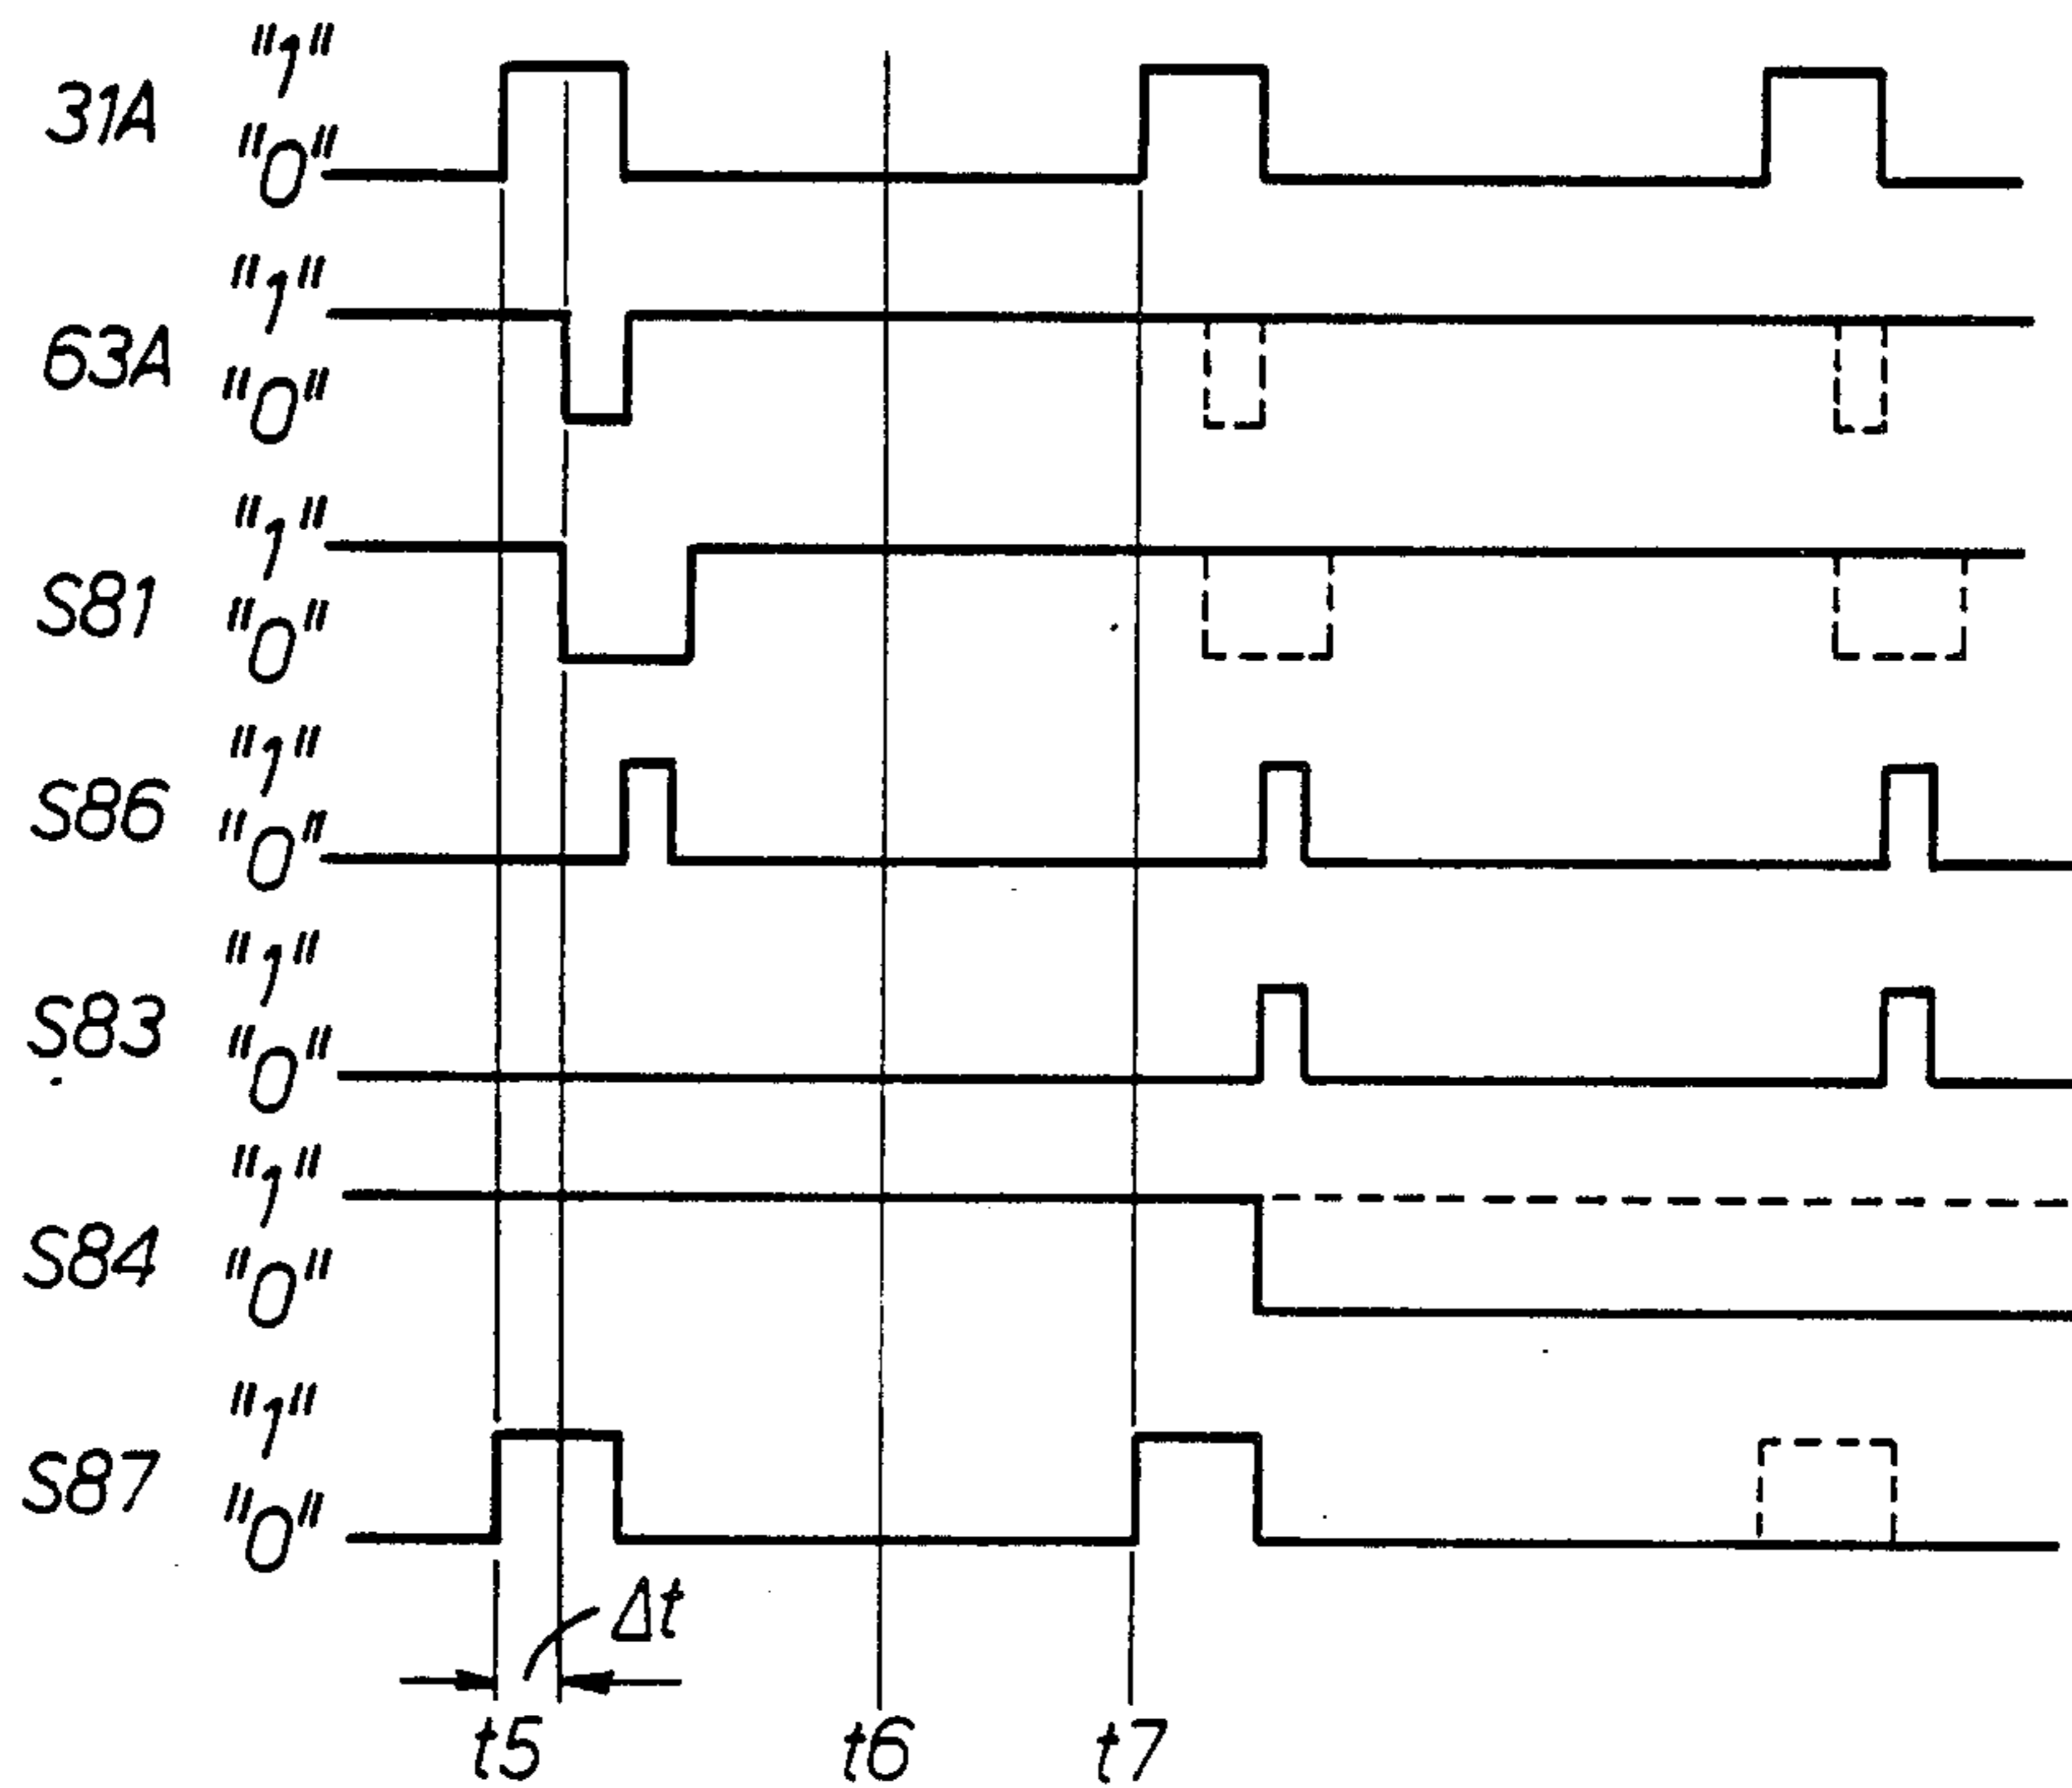 31A "1" "0"
63A "1" "0"
S81 "1" "0"
S86 "1" "0"
S83 "1" "0"
S84 "1" "0"
S87 "1" "0"
Δt
t5 t6 t7